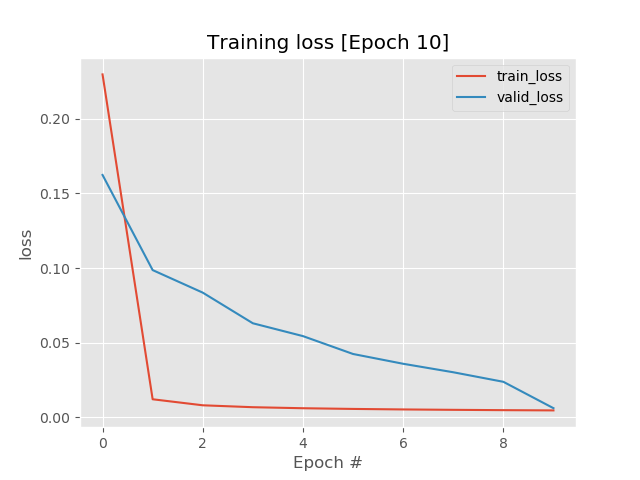 Training loss [Epoch 10]
train_loss
valid_loss
0.20
0.15
0.10
0.05
0.00
loss
0 2 4 6 8
Epoch #